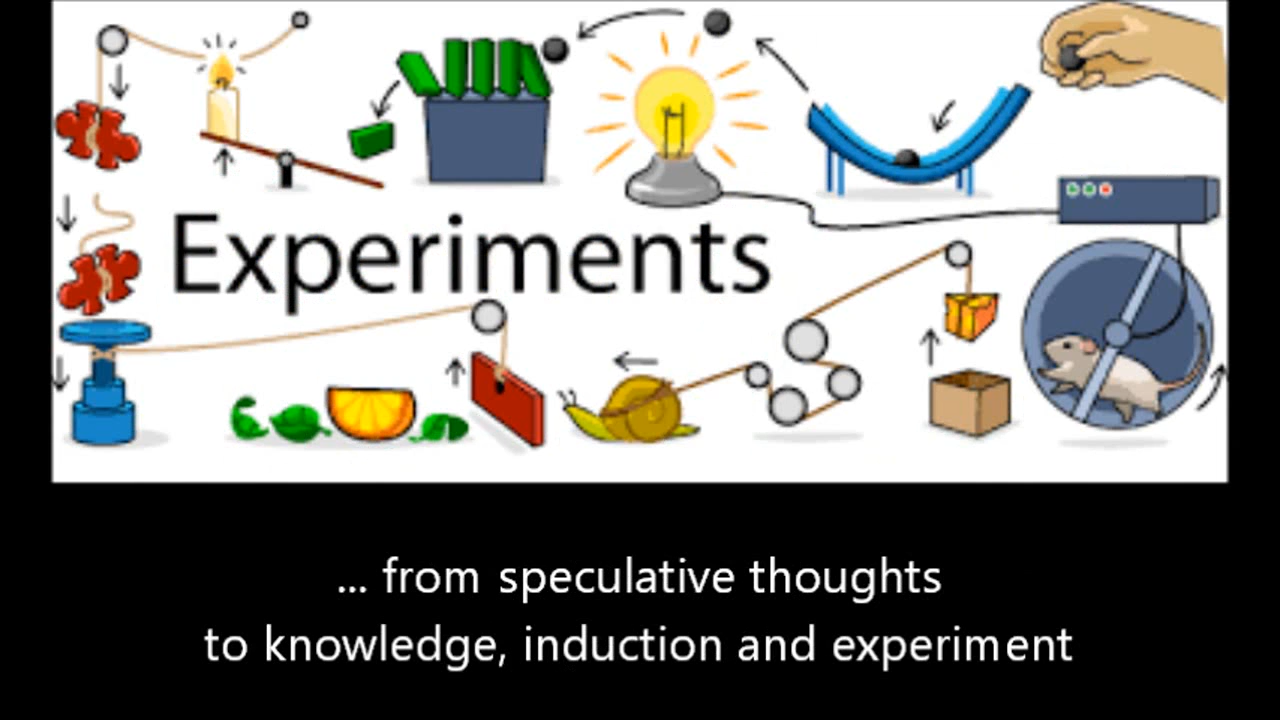 Experiments
... from speculative thoughts
to knowledge, induction and experiment